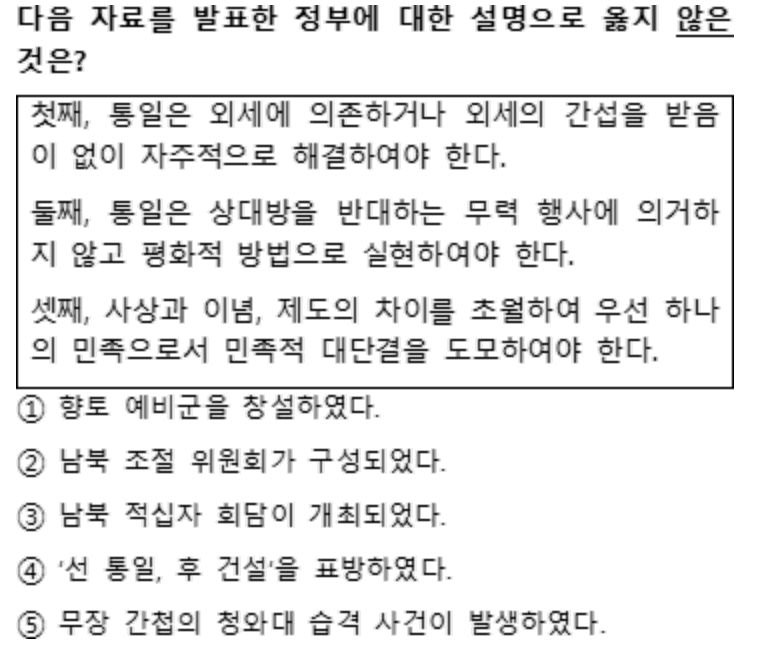 다음 자료를 발표한 정부에 대한 설명으로 옳지 않은
것은?
첫째, 통일은 외세에 의존하거나 외세의 간섭을 받음
이 없이 자주적으로 해결하여야 한다.
둘째, 통일은 상대방을 반대하는 무력 행사에 의거하
지 않고 평화적 방법으로 실현하여야 한다.
셋째, 사상과 이념, 제도의 차이를 초월하여 우선 하나
의 민족으로서 민족적 대단결을 도모하여야 한다.
① 향토 예비군을 창설하였다.
② 남북 조절 위원회가 구성되었다.
③ 남북 적십자 회담이 개최되었다.
④ '선 통일, 후 건설'을 표방하였다.
⑤ 무장 간첩의 청와대 습격 사건이 발생하였다.